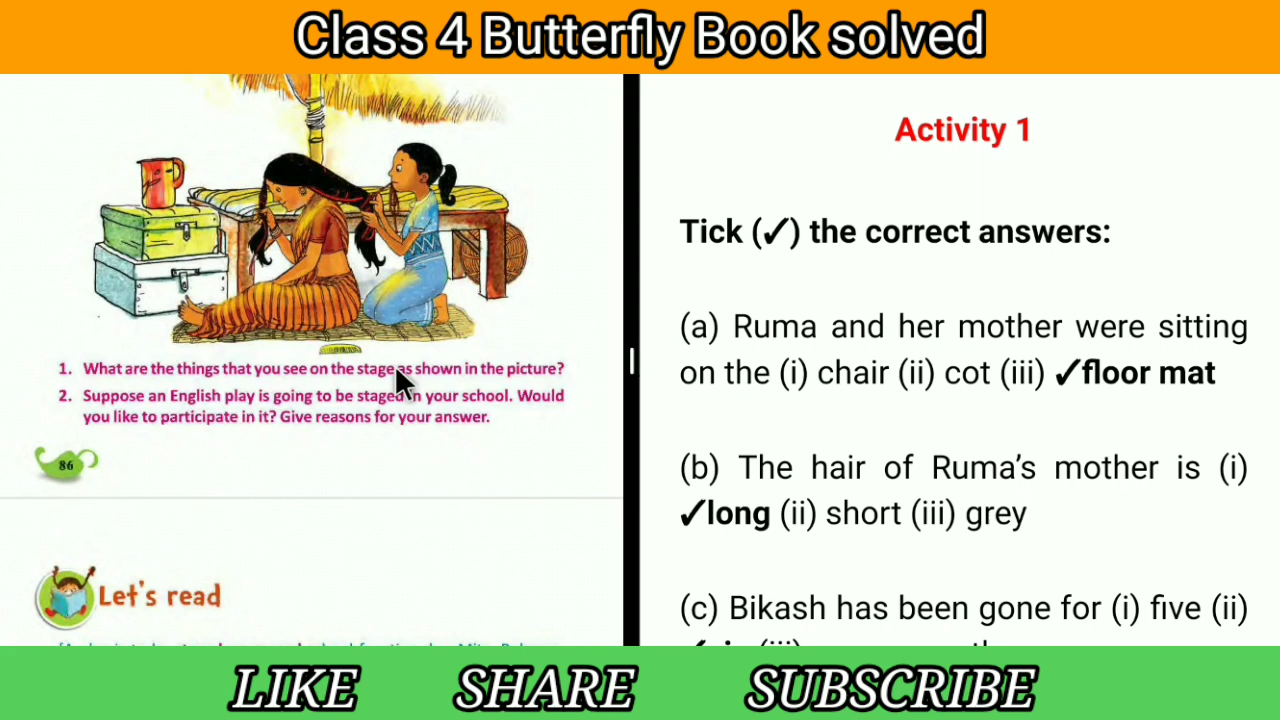 Class 4 Butterfly Book solved
1. What are the things that you see on the stage as shown in the picture?
2. Suppose an English play is going to be staged in your school. Would
you like to participate in it? Give reasons for your answer.
86
Let's read
Activity 1
Tick (✓) the correct answers:
(a) Ruma and her mother were sitting
on the (i) chair (ii) cot (iii) ✓floor mat
(b) The hair of Ruma’s mother is (i)
✓long (ii) short (iii) grey
(c) Bikash has been gone for (i) five (ii)
LIKE SHARE SUBSCRIBE